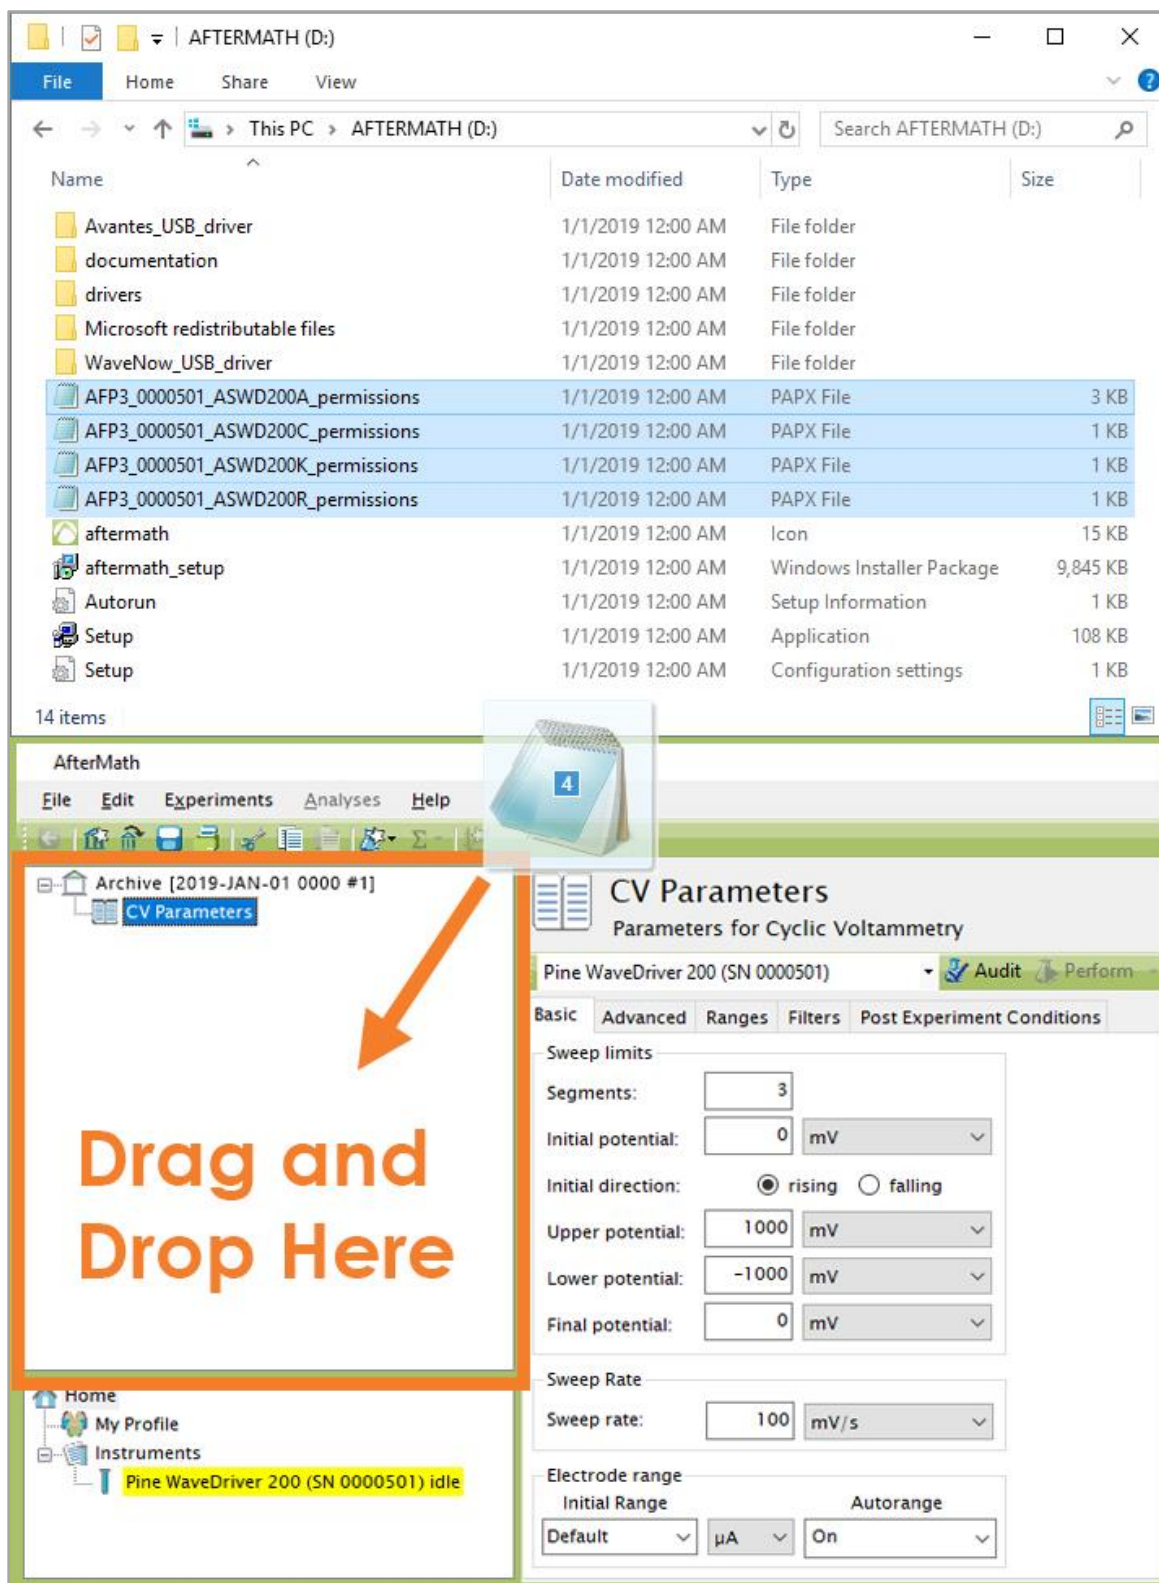 AFTERMATH (D:)
File Home Share View
This PC > AFTERMATH (D:) Search AFTERMATH (D:)
Name Date modified Type Size
Avantes_USB_driver 1/1/2019 12:00 AM File folder
documentation 1/1/2019 12:00 AM File folder
drivers 1/1/2019 12:00 AM File folder
Microsoft redistributable files 1/1/2019 12:00 AM File folder
WaveNow_USB_driver 1/1/2019 12:00 AM File folder
AFP3_0000501_ASWD200A_permissions 1/1/2019 12:00 AM PAPX File 3 KB
AFP3_0000501_ASWD200C_permissions 1/1/2019 12:00 AM PAPX File 1 KB
AFP3_0000501_ASWD200K_permissions 1/1/2019 12:00 AM PAPX File 1 KB
AFP3_0000501_ASWD200R_permissions 1/1/2019 12:00 AM PAPX File 1 KB
aftermath 1/1/2019 12:00 AM Icon 15 KB
aftermath_setup 1/1/2019 12:00 AM Windows Installer Package 9,845 KB
Autorun 1/1/2019 12:00 AM Setup Information 1 KB
Setup 1/1/2019 12:00 AM Application 108 KB
Setup 1/1/2019 12:00 AM Configuration settings 1 KB
14 items
4
AfterMath
File Edit Experiments Analyses Help
Archive [2019-JAN-01 0000 #1]
CV Parameters
Drag and
Drop Here
Home
My Profile
Instruments
Pine WaveDriver 200 (SN 0000501) idle
CV Parameters
Parameters for Cyclic Voltammetry
Pine WaveDriver 200 (SN 0000501) Audit Perform
Basic Advanced Ranges Filters Post Experiment Conditions
Sweep limits
Segments: 3
Initial potential: 0 mV
Initial direction: rising falling
Upper potential: 1000 mV
Lower potential: -1000 mV
Final potential: 0 mV
Sweep Rate
Sweep rate: 100 mV/s
Electrode range
Initial Range Autorange
Default µA On